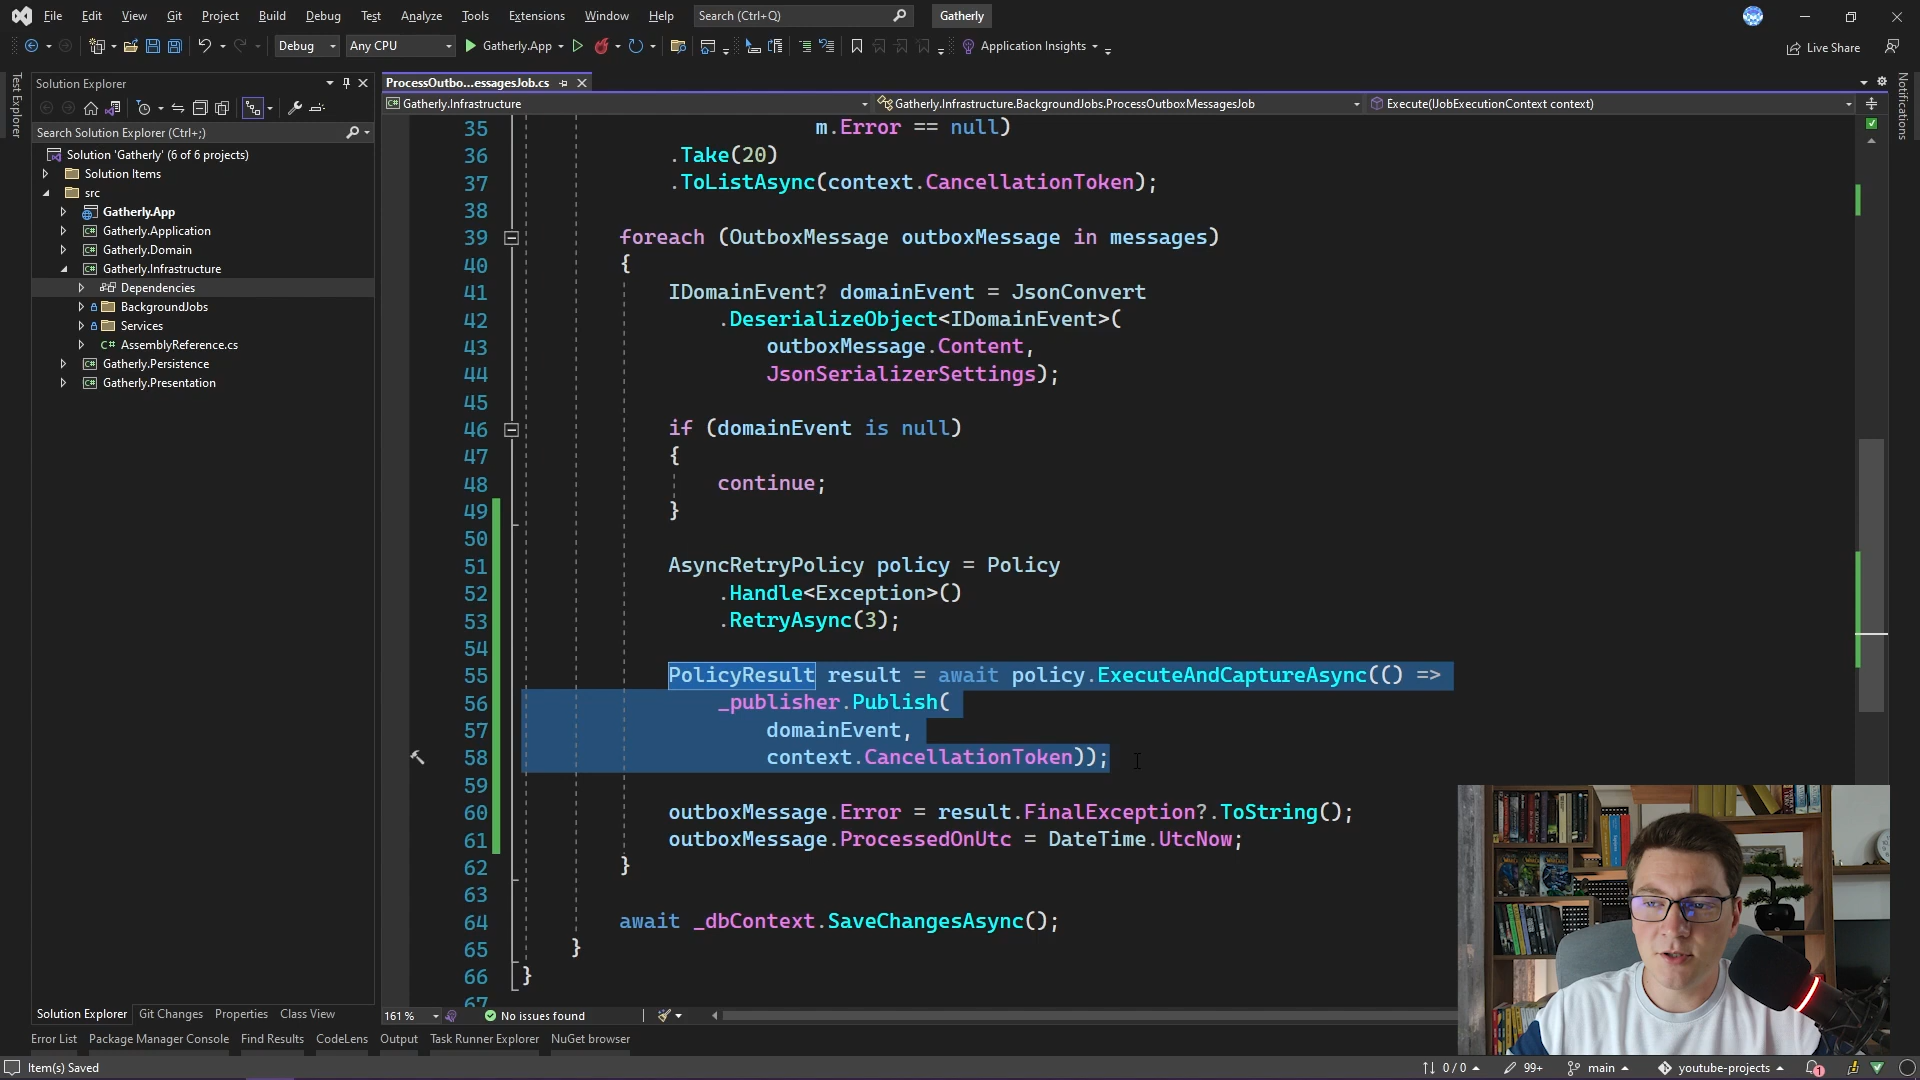 File Edit View Git Project Build Debug Test Analyze Tools Extensions Window Help Search (Ctrl+Q) Gatherly
Debug Any CPU Gatherly.App Application Insights Live Share
Test Explorer
Notifications
Solution Explorer
Search Solution Explorer (Ctrl+;)
Solution 'Gatherly' (6 of 6 projects)
Solution Items
src
Gatherly.App
Gatherly.Application
Gatherly.Domain
Gatherly.Infrastructure
Dependencies
BackgroundJobs
Services
AssemblyReference.cs
Gatherly.Persistence
Gatherly.Presentation
ProcessOutbo...essagesJob.cs
Gatherly.Infrastructure Gatherly.Infrastructure.BackgroundJobs.ProcessOutboxMessagesJob Execute(IJobExecutionContext context)
35 m.Error == null)
36 .Take(20)
37 .ToListAsync(context.CancellationToken);
38
39 foreach (OutboxMessage outboxMessage in messages)
40 {
41 IDomainEvent? domainEvent = JsonConvert
42 .DeserializeObject<IDomainEvent>(
43 outboxMessage.Content,
44 JsonSerializerSettings);
45
46 if (domainEvent is null)
47 {
48 continue;
49 }
50
51 AsyncRetryPolicy policy = Policy
52 .Handle<Exception>()
53 .RetryAsync(3);
54
55 PolicyResult result = await policy.ExecuteAndCaptureAsync(() =>
56 _publisher.Publish(
57 domainEvent,
58 context.CancellationToken));
59
60 outboxMessage.Error = result.FinalException?.ToString();
61 outboxMessage.ProcessedOnUtc = DateTime.UtcNow;
62 }
63
64 await _dbContext.SaveChangesAsync();
65 }
66 }
67
161 % No issues found
Solution Explorer Git Changes Properties Class View
Error List Package Manager Console Find Results CodeLens Output Task Runner Explorer NuGet browser
Item(s) Saved 0 / 0 99+ main youtube-projects 1